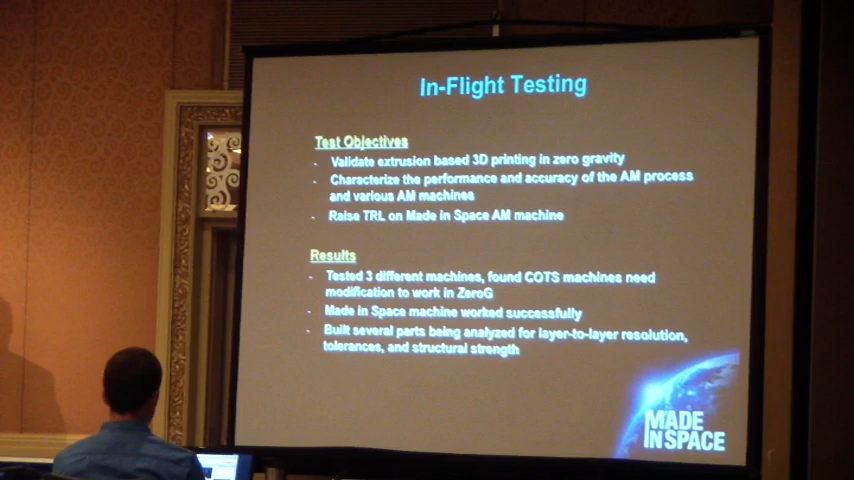 In-Flight Testing
Test Objectives
- Validate extrusion based 3D printing in zero gravity
- Characterize the performance and accuracy of the AM process
and various AM machines
- Raise TRL on Made in Space AM machine
Results
- Tested 3 different machines, found COTS machines need
modification to work in ZeroG
- Made in Space machine worked successfully
- Built several parts being analyzed for layer-to-layer resolution,
tolerances, and structural strength
MADE
IN SPACE